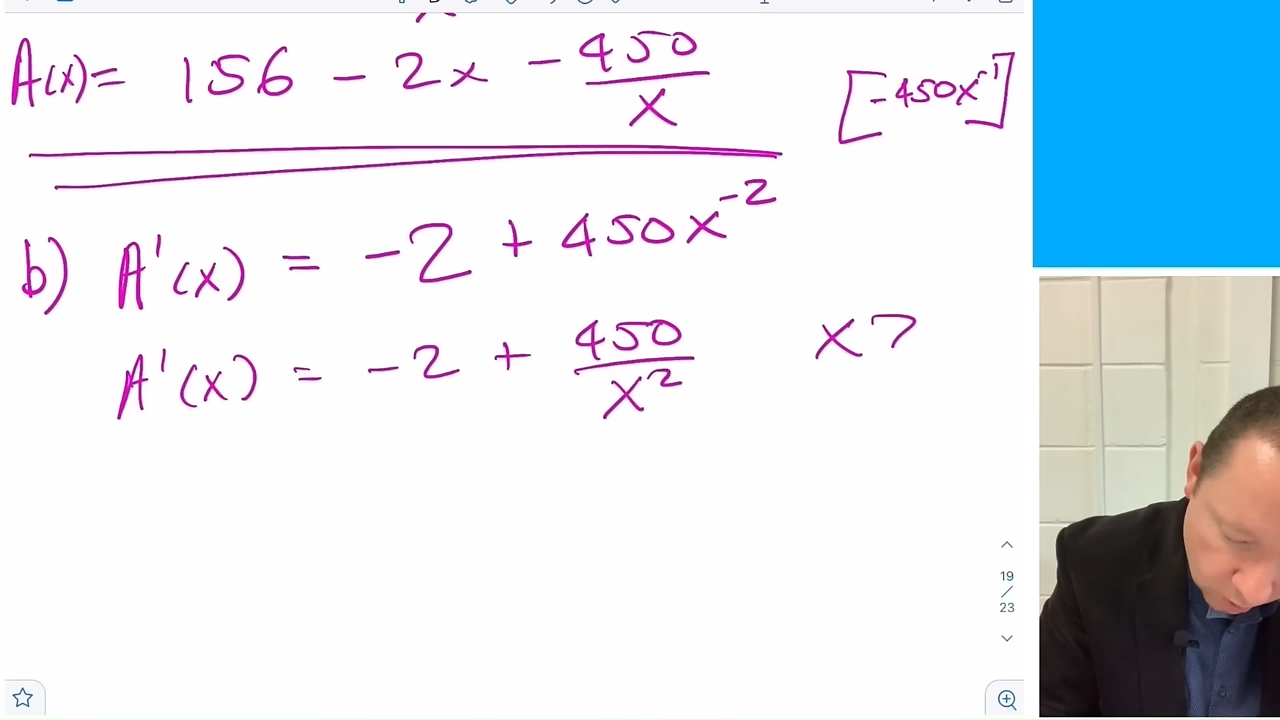 A(x) = 156 - 2x - 450/x [-450x⁻¹]
b) A'(x) = -2 + 450x⁻²
A'(x) = -2 + 450/x² x >
19
/
23